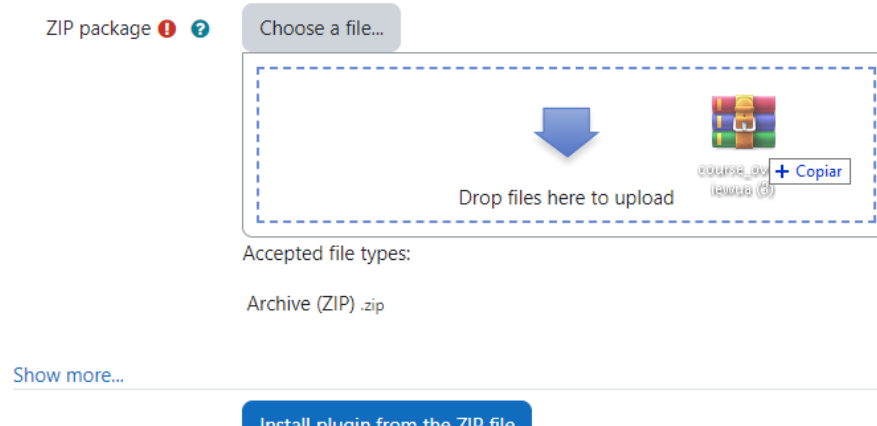 ZIP package
Choose a file...
+ Copiar
Drop files here to upload
Accepted file types:
Archive (ZIP) .zip
Show more...
Install plugin from the ZIP file